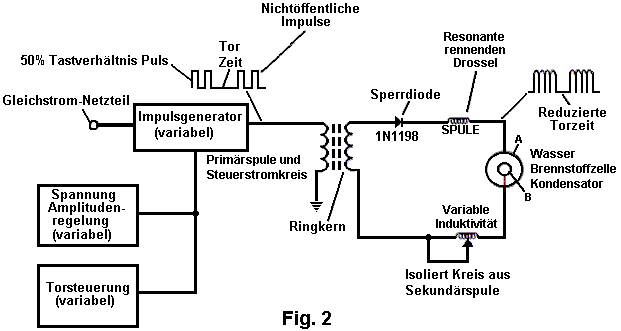 Nichtöffentliche
Impulse
50% Tastverhältnis Puls
Tor
Zeit
Resonante
rennenden
Drossel
Sperrdiode
Gleichstrom-Netzteil
Impulsgenerator
(variabel)
1N1198
SPULE
Reduzierte
Torzeit
Primärspule und
Steuerstromkreis
A
Wasser
Brennstoffzelle
Kondensator
B
Spannung
Amplituden-
regelung
(variabel)
Ringkern
Variable
Induktivität
Torsteuerung
(variabel)
Isoliert Kreis aus
Sekundärspule
Fig. 2